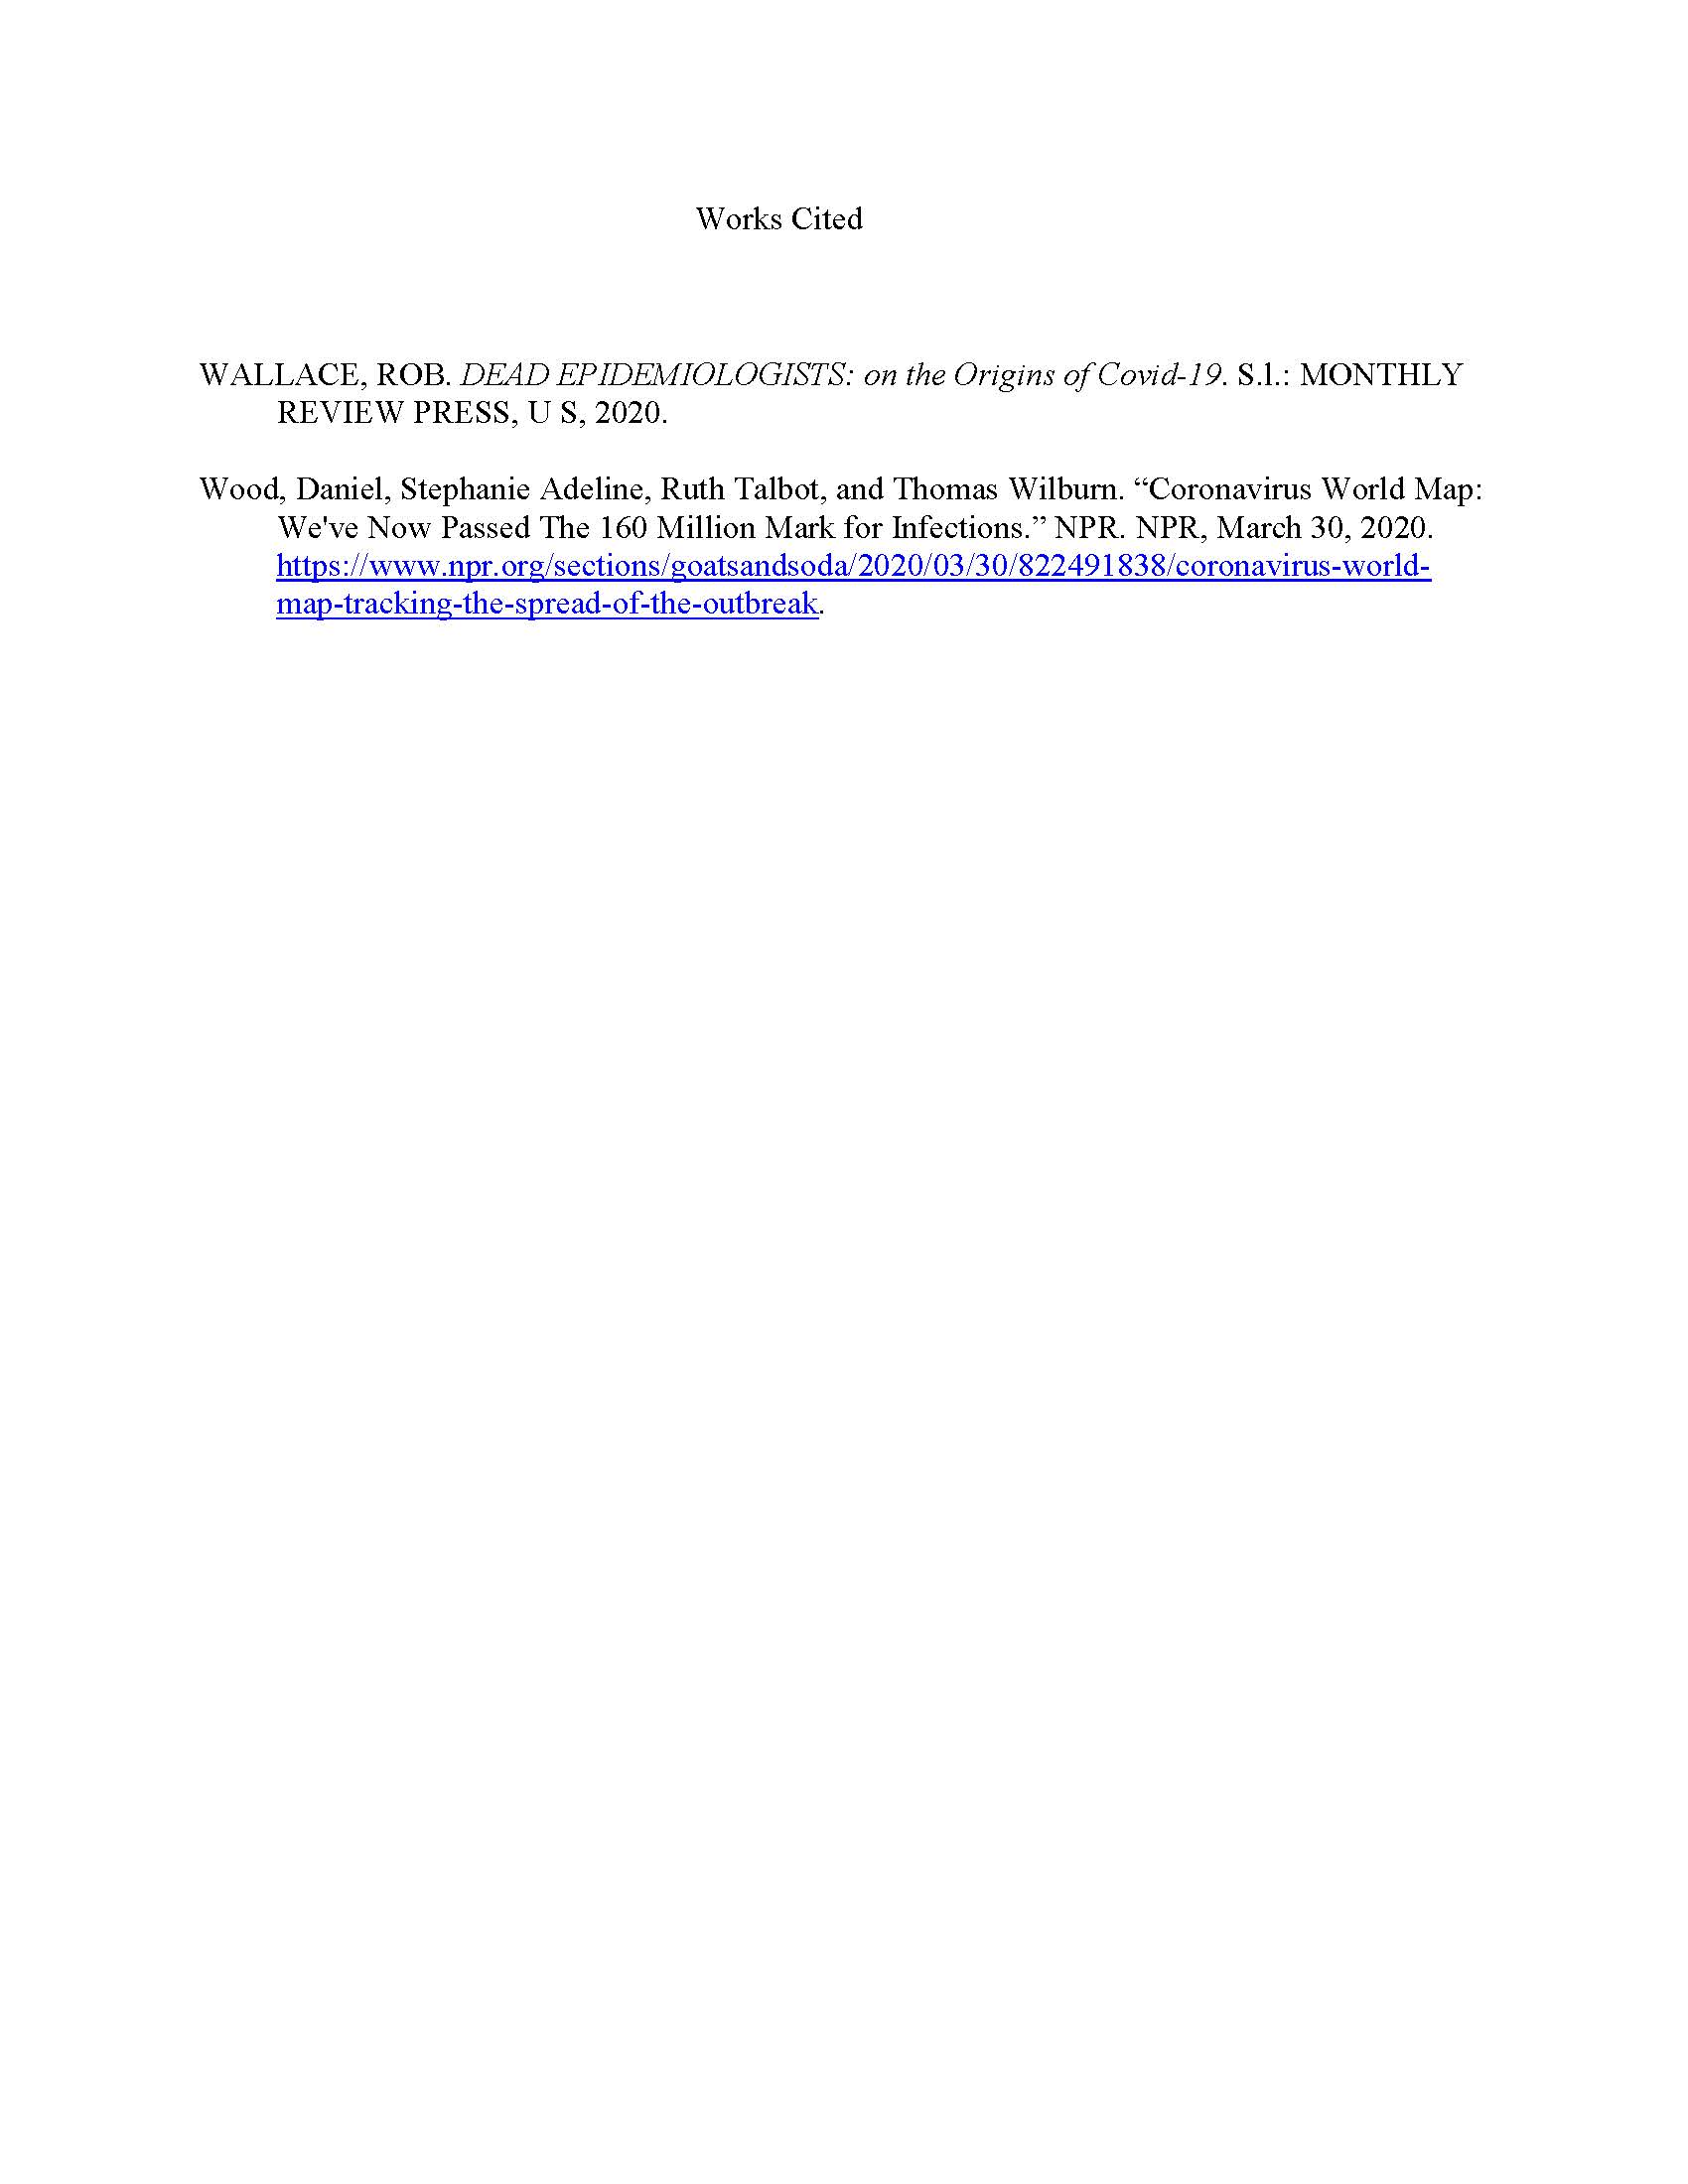 Works Cited
WALLACE, ROB. DEAD EPIDEMIOLOGISTS: on the Origins of Covid-19. S.l.: MONTHLY
REVIEW PRESS, U S, 2020.
Wood, Daniel, Stephanie Adeline, Ruth Talbot, and Thomas Wilburn. “Coronavirus World Map:
We've Now Passed The 160 Million Mark for Infections.” NPR. NPR, March 30, 2020.
https://www.npr.org/sections/goatsandsoda/2020/03/30/822491838/coronavirus-world-
map-tracking-the-spread-of-the-outbreak.